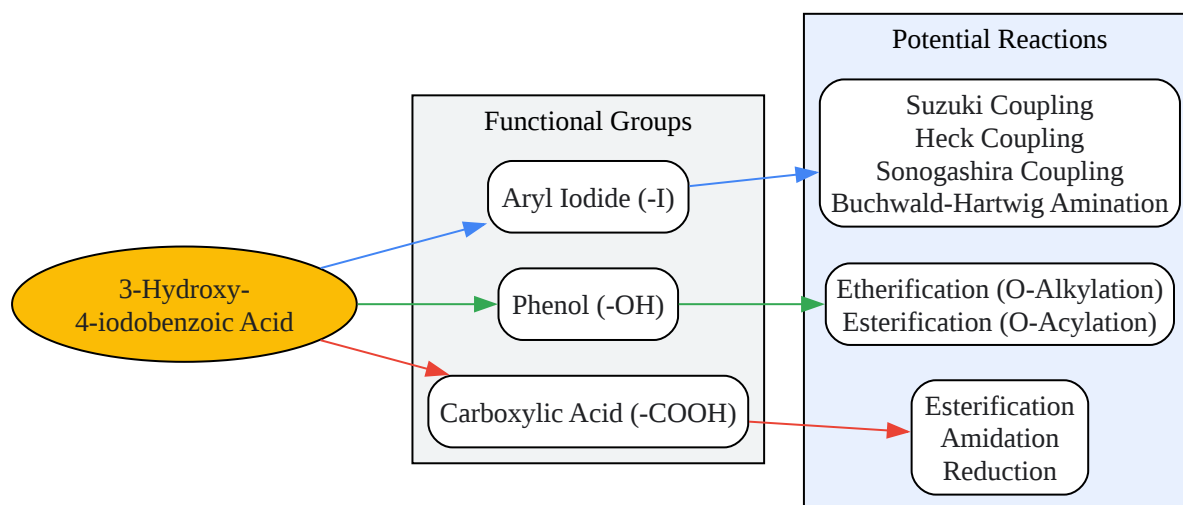 3-Hydroxy-
4-iodobenzoic Acid
Functional Groups
Aryl Iodide (-I)
Phenol (-OH)
Carboxylic Acid (-COOH)
Potential Reactions
Suzuki Coupling
Heck Coupling
Sonogashira Coupling
Buchwald-Hartwig Amination
Etherification (O-Alkylation)
Esterification (O-Acylation)
Esterification
Amidation
Reduction